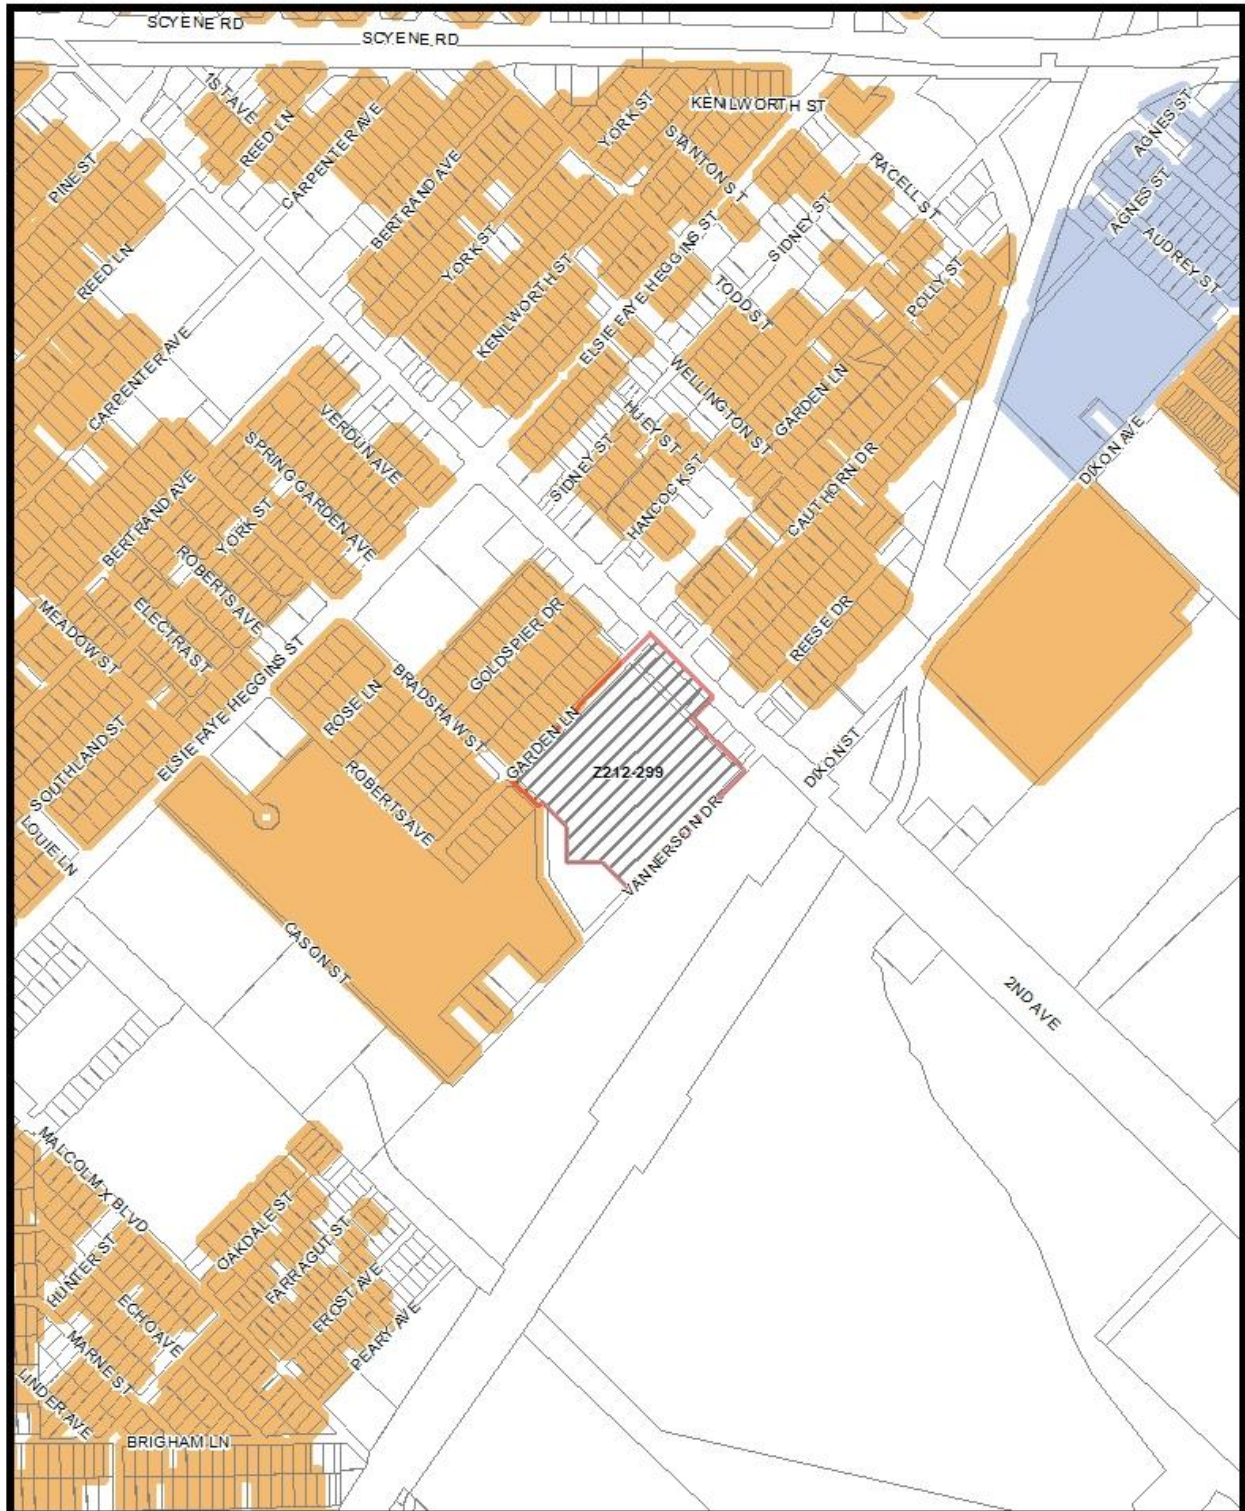 SCYENE RD
SCYENE RD
1ST AVE
REED LN
CARPENTER AVE
YORK ST
KENILWORTH ST
STANTON ST
AGNES ST
PINE ST
BERTRAND AVE
RACELL ST
AGNES ST
SIDNEY ST
AUDREY ST
REED LN
YORK ST
ELSIE FAYE HEGGINS ST
KENILWORTH ST
TODD ST
POLLY ST
CARPENTER AVE
VERDUN AVE
WELLINGTON ST
GARDEN LN
SPRING GARDEN AVE
HUEY ST
SIDNEY ST
HANCOCK ST
CAUTHORN DR
DIXON AVE
BERTRAND AVE
YORK ST
ROBERTS AVE
MEADOW ST
ELECTRA ST
GOLDSPIER DR
REESE DR
ELSIE FAYE HEGGINS ST
ROSE LN
BRADSHAW ST
SOUTHLAND ST
GARDEN LN
Z212-299
DIXON ST
ROBERTS AVE
LOUIE LN
VANNERSON DR
CASON ST
2ND AVE
MALCOLM X BLVD
OAKDALE ST
HUNTER ST
FARRAGUT ST
FROST AVE
ECHO AVE
PEARY AVE
MARNE ST
LINDER AVE
BRIGHAM LN